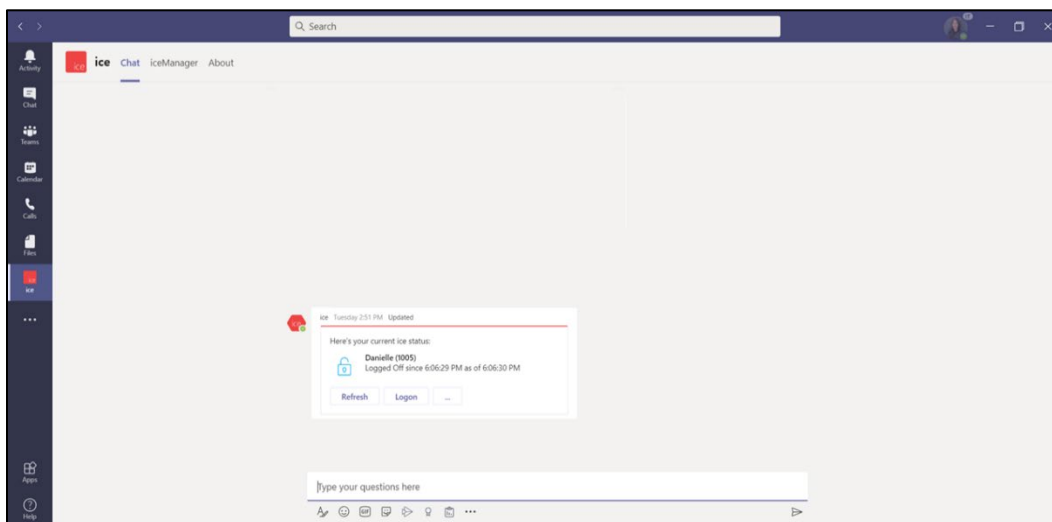 Search
Activity
Chat
Teams
Calendar
Calls
Files
ice
Apps
Help
ice
ice Chat iceManager About
ice Tuesday 2:51 PM Updated
Here's your current ice status:
Danielle (1005)
Logged Off since 6:06:29 PM as of 6:06:30 PM
Refresh Logon ...
Type your questions here
GIF